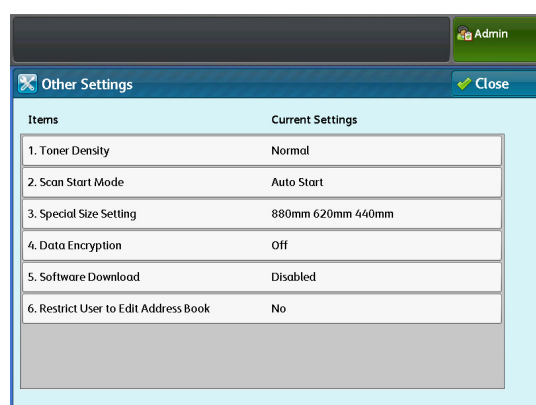 Admin
Other Settings
Close
Items Current Settings
1. Toner Density Normal
2. Scan Start Mode Auto Start
3. Special Size Setting 880mm 620mm 440mm
4. Data Encryption Off
5. Software Download Disabled
6. Restrict User to Edit Address Book No